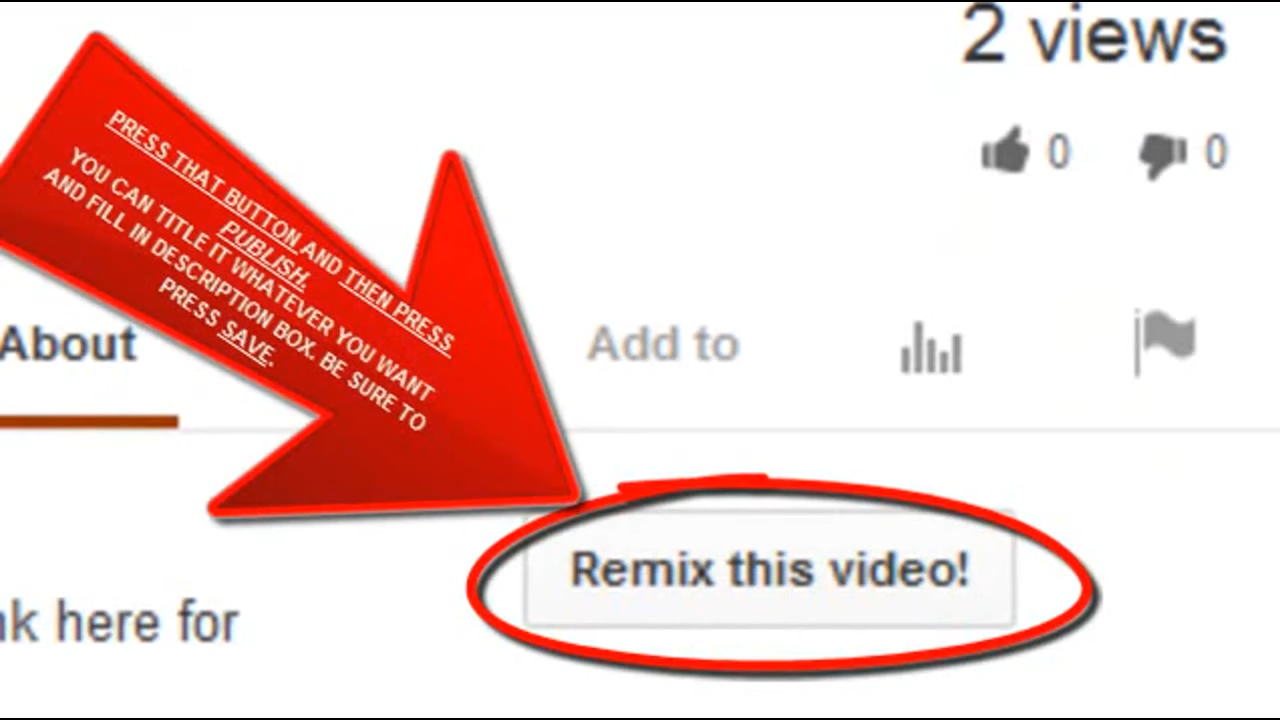 2 views
0 0
PRESS THAT BUTTON AND THEN PRESS
PUBLISH.
YOU CAN TITLE IT WHATEVER YOU WANT
AND FILL IN DESCRIPTION BOX. BE SURE TO
PRESS SAVE.
About Add to
Remix this video!
nk here for